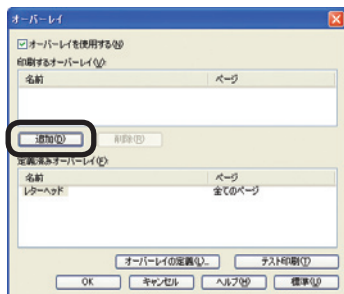 オーバーレイ
オーバーレイを使用する(N)
印刷するオーバーレイ(V):
名前 ページ
追加(D) 削除(R)
定義済みオーバーレイ(E):
名前 ページ
レターヘッド 全てのページ
オーバーレイの定義(L)... テスト印刷(T)
OK キャンセル ヘルプ(H) 標準(U)